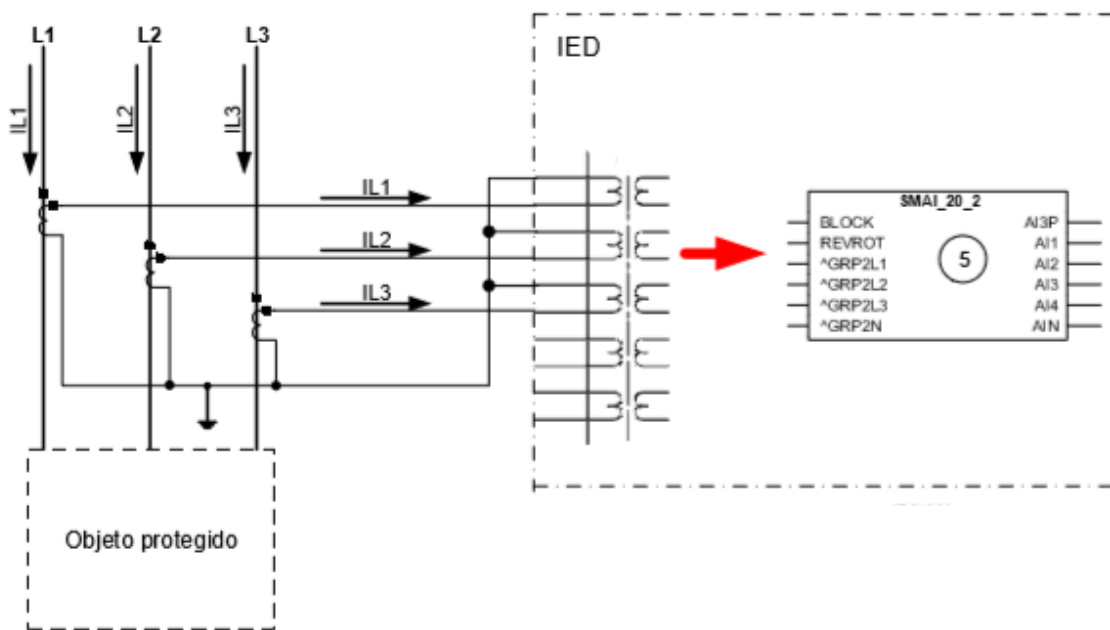 L1
L2
L3
IED
IL1
IL2
IL3
IL1
IL2
IL3
SMAI_20_2
BLOCK
REVROT
^GRP2L1
^GRP2L2
^GRP2L3
^GRP2N
5
AI3P
AI1
AI2
AI3
AI4
AIN
Objeto protegido